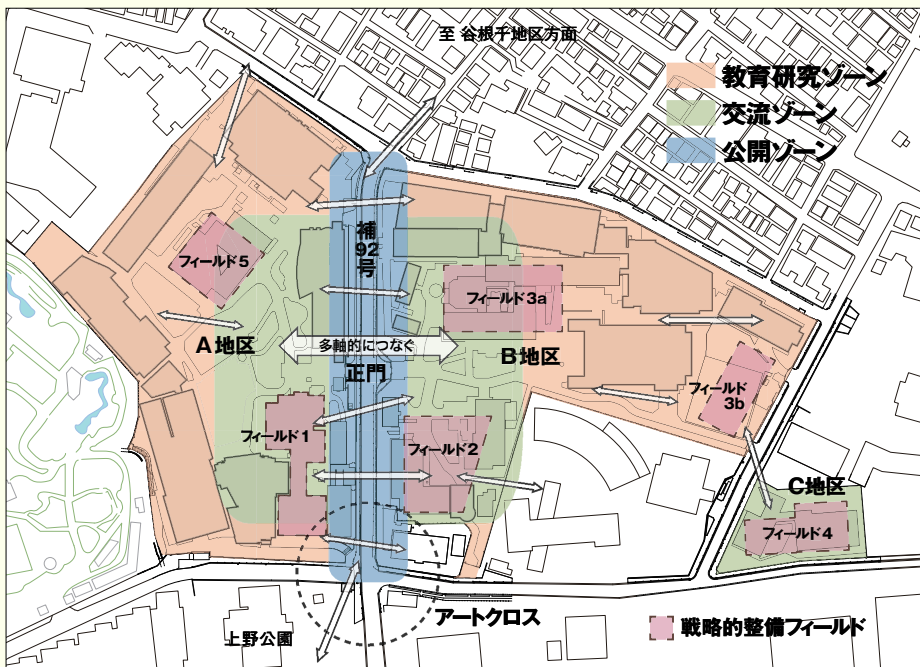 至 谷根千地区方面
教育研究ゾーン
交流ゾーン
公開ゾーン
補
92
号
フィールド5
フィールド3a
A地区
多軸的につなぐ
B地区
正門
フィールド
3b
フィールド1
フィールド2
C地区
フィールド4
アートクロス
上野公園
戦略的整備フィールド